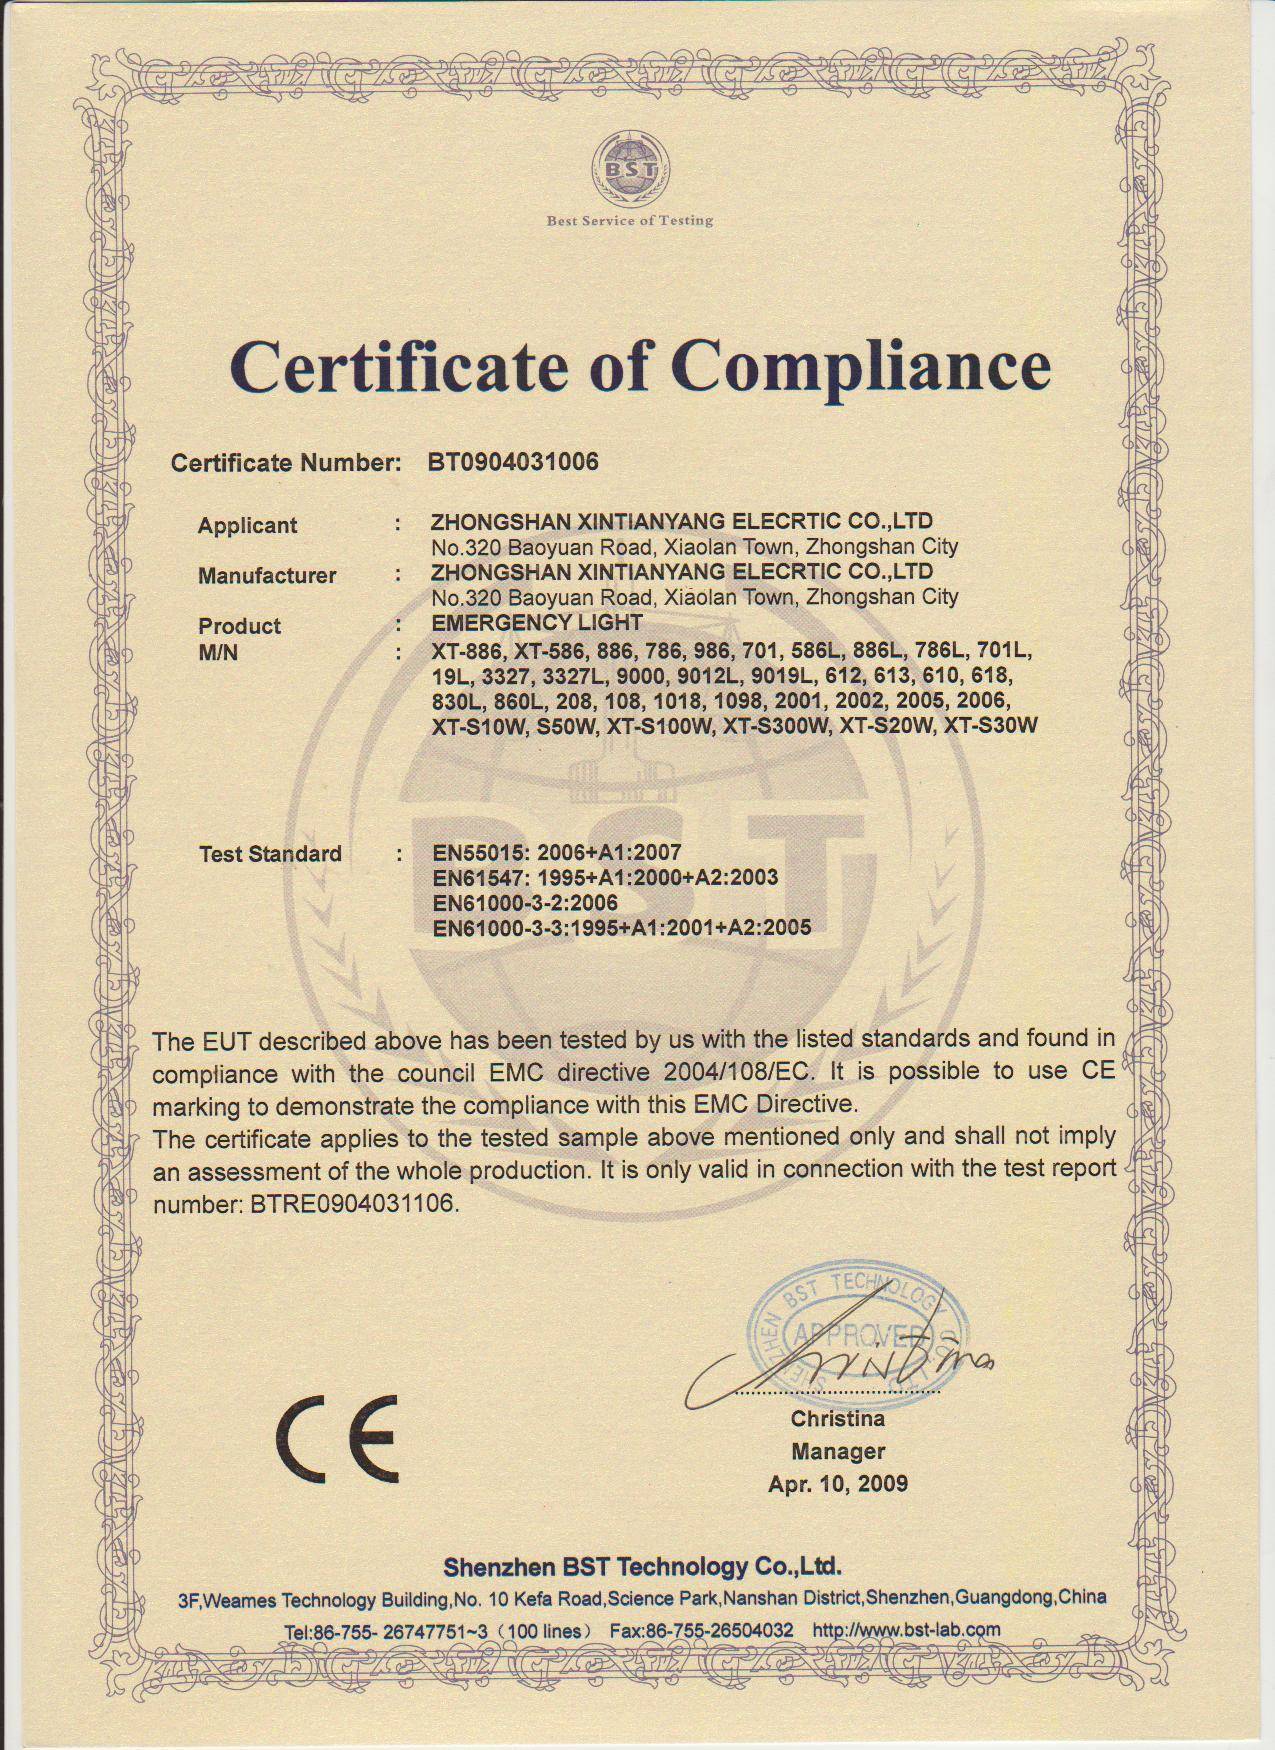 BST
Best Service of Testing
Certificate of Compliance
Certificate Number: BT0904031006
Applicant : ZHONGSHAN XINTIANYANG ELECRTIC CO.,LTD
No.320 Baoyuan Road, Xiaolan Town, Zhongshan City
Manufacturer : ZHONGSHAN XINTIANYANG ELECRTIC CO.,LTD
No.320 Baoyuan Road, Xiaolan Town, Zhongshan City
Product : EMERGENCY LIGHT
M/N : XT-886, XT-586, 886, 786, 986, 701, 586L, 886L, 786L, 701L,
19L, 3327, 3327L, 9000, 9012L, 9019L, 612, 613, 610, 618,
830L, 860L, 208, 108, 1018, 1098, 2001, 2002, 2005, 2006,
XT-S10W, S50W, XT-S100W, XT-S300W, XT-S20W, XT-S30W
BST
Test Standard : EN55015: 2006+A1:2007
EN61547: 1995+A1:2000+A2:2003
EN61000-3-2:2006
EN61000-3-3:1995+A1:2001+A2:2005
The EUT described above has been tested by us with the listed standards and found in
compliance with the council EMC directive 2004/108/EC. It is possible to use CE
marking to demonstrate the compliance with this EMC Directive.
The certificate applies to the tested sample above mentioned only and shall not imply
an assessment of the whole production. It is only valid in connection with the test report
number: BTRE0904031106.
SHENZHEN BST TECHNOLOGY CO.,LTD
APPROVED
Christina
CE
Christina
Manager
Apr. 10, 2009
Shenzhen BST Technology Co.,Ltd.
3F,Weames Technology Building,No. 10 Kefa Road,Science Park,Nanshan District,Shenzhen,Guangdong,China
Tel:86-755- 26747751~3（100 lines） Fax:86-755-26504032 http://www.bst-lab.com